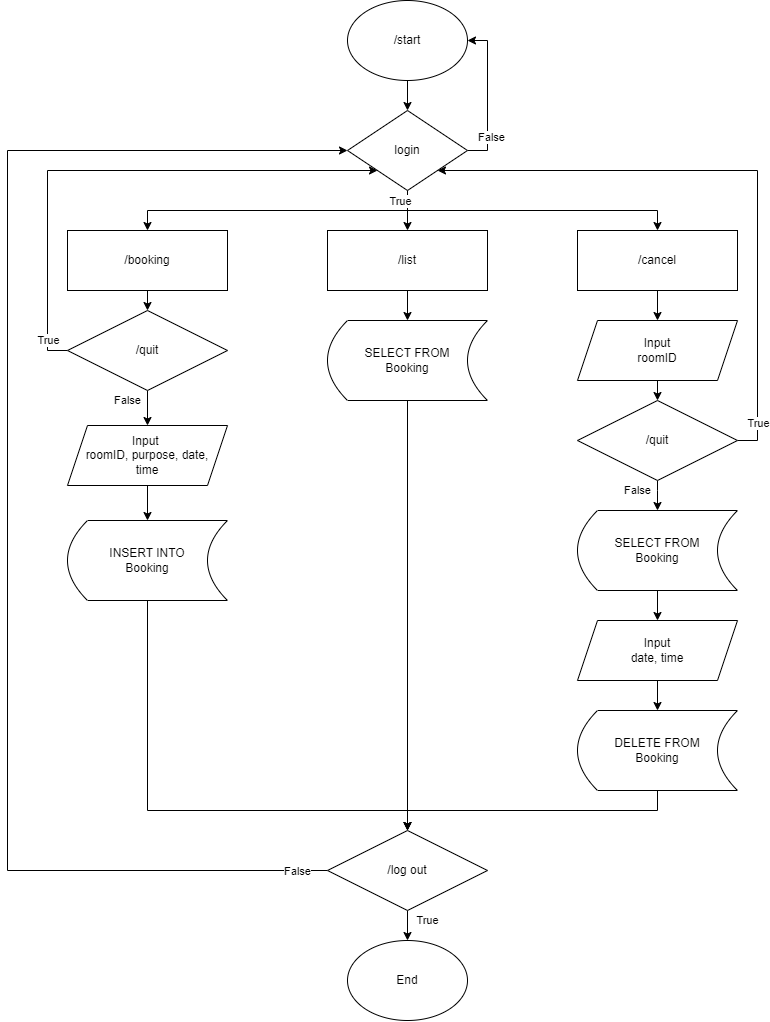 /start
False
login
True
/booking
/list
/cancel
True
/quit
SELECT FROM
Booking
Input
roomID
False
Input
roomID, purpose, date,
time
/quit
True
False
INSERT INTO
Booking
SELECT FROM
Booking
Input
date, time
DELETE FROM
Booking
False
/log out
True
End